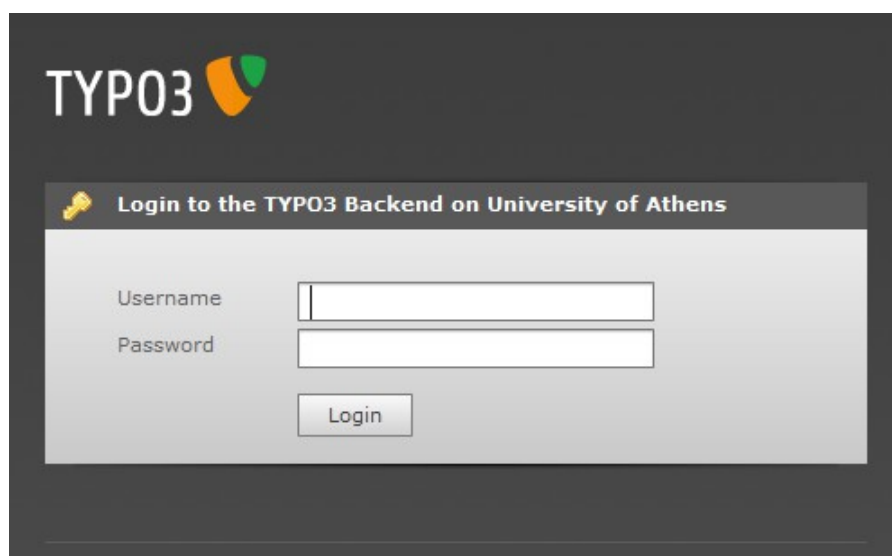 TYPO3
Login to the TYPO3 Backend on University of Athens
Username
Password
Login